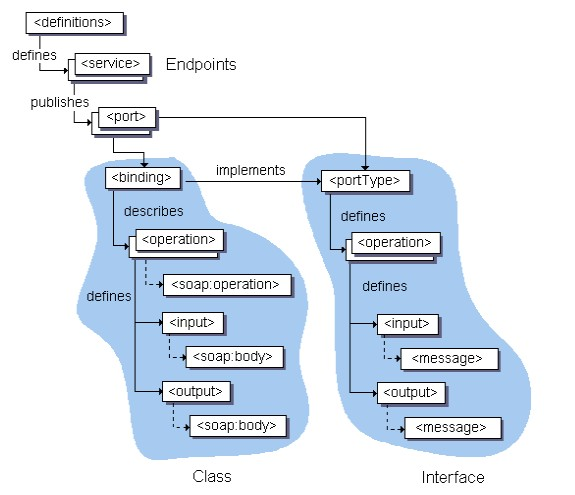 <definitions>
defines
<service>
Endpoints
publishes
<port>
<binding>
implements
<portType>
describes
defines
<operation>
<operation>
<soap:operation>
defines
defines
<input>
<input>
<soap:body>
<message>
<output>
<output>
<soap:body>
<message>
Class
Interface